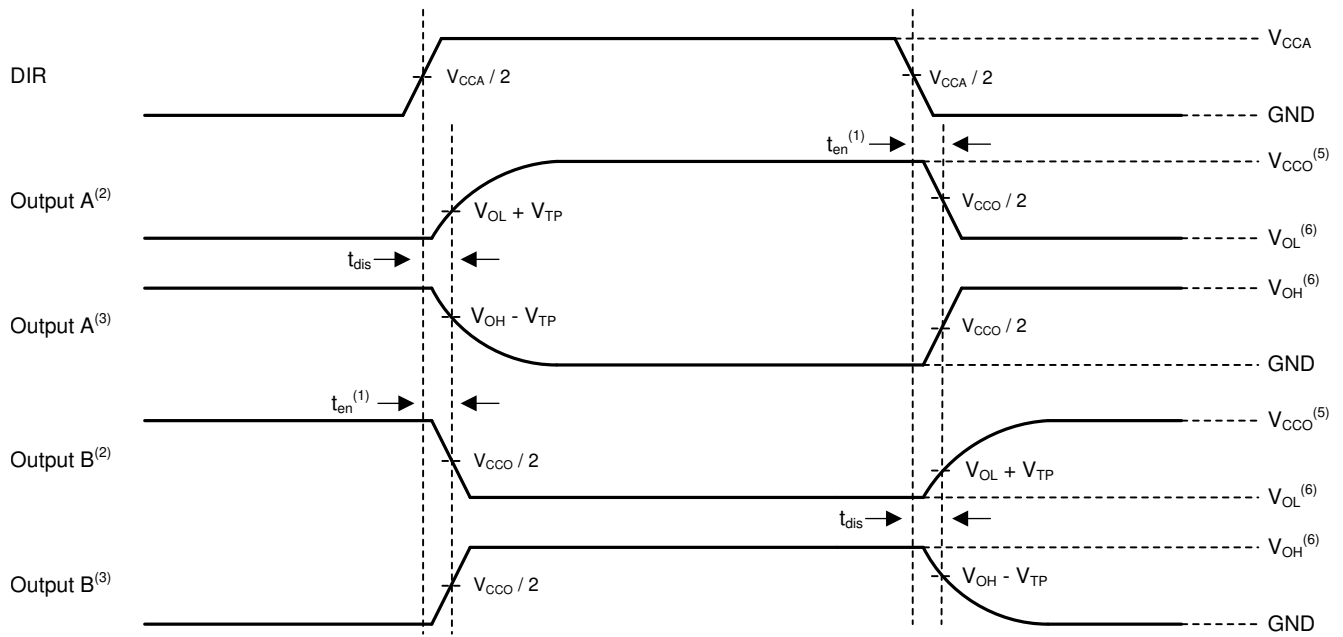 V_CCA
DIR
V_CCA / 2
V_CCA / 2
GND
t_en^(1)
V_CCO^(5)
Output A^(2)
V_OL + V_TP
V_CCO / 2
V_OL^(6)
t_dis
V_OH^(6)
Output A^(3)
V_OH - V_TP
V_CCO / 2
GND
t_en^(1)
V_CCO^(5)
Output B^(2)
V_CCO / 2
V_OL + V_TP
V_OL^(6)
t_dis
V_OH^(6)
Output B^(3)
V_CCO / 2
V_OH - V_TP
GND